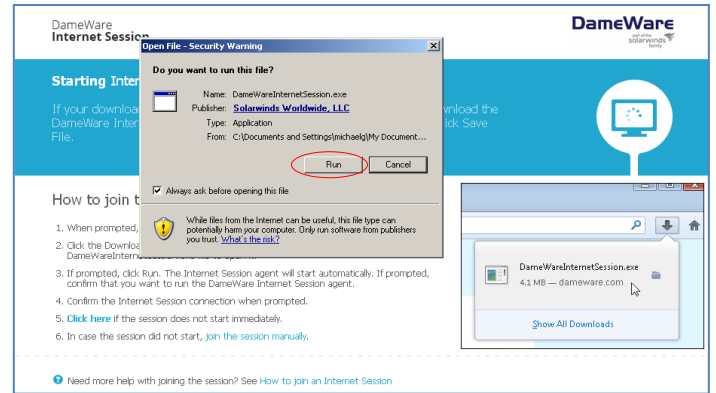 DameWare
Internet Session
DameWare
part of the
solarwinds
family
Open File - Security Warning
Do you want to run this file?
Name: DameWareInternetSession.exe
Publisher: Solarwinds Worldwide, LLC
Type: Application
From: C:\Documents and Settings\michaelg\My Document...
Run Cancel
Always ask before opening this file
While files from the Internet can be useful, this file type can
potentially harm your computer. Only run software from publishers
you trust. What's the risk?
Starting Inter
If your downloa
DameWare Inter
File.
nload the
ick Save
How to join t
1. When prompted,
2. Click the Downloa
3. If prompted, click Run. The Internet Session agent will start automatically. If prompted,
confirm that you want to run the DameWare Internet Session agent.
4. Confirm the Internet Session connection when prompted.
5. Click here if the session does not start immediately.
6. In case the session did not start, join the session manually.
DameWareInternetSession.exe
4.1 MB — dameware.com
Show All Downloads
Need more help with joining the session? See How to join an Internet Session